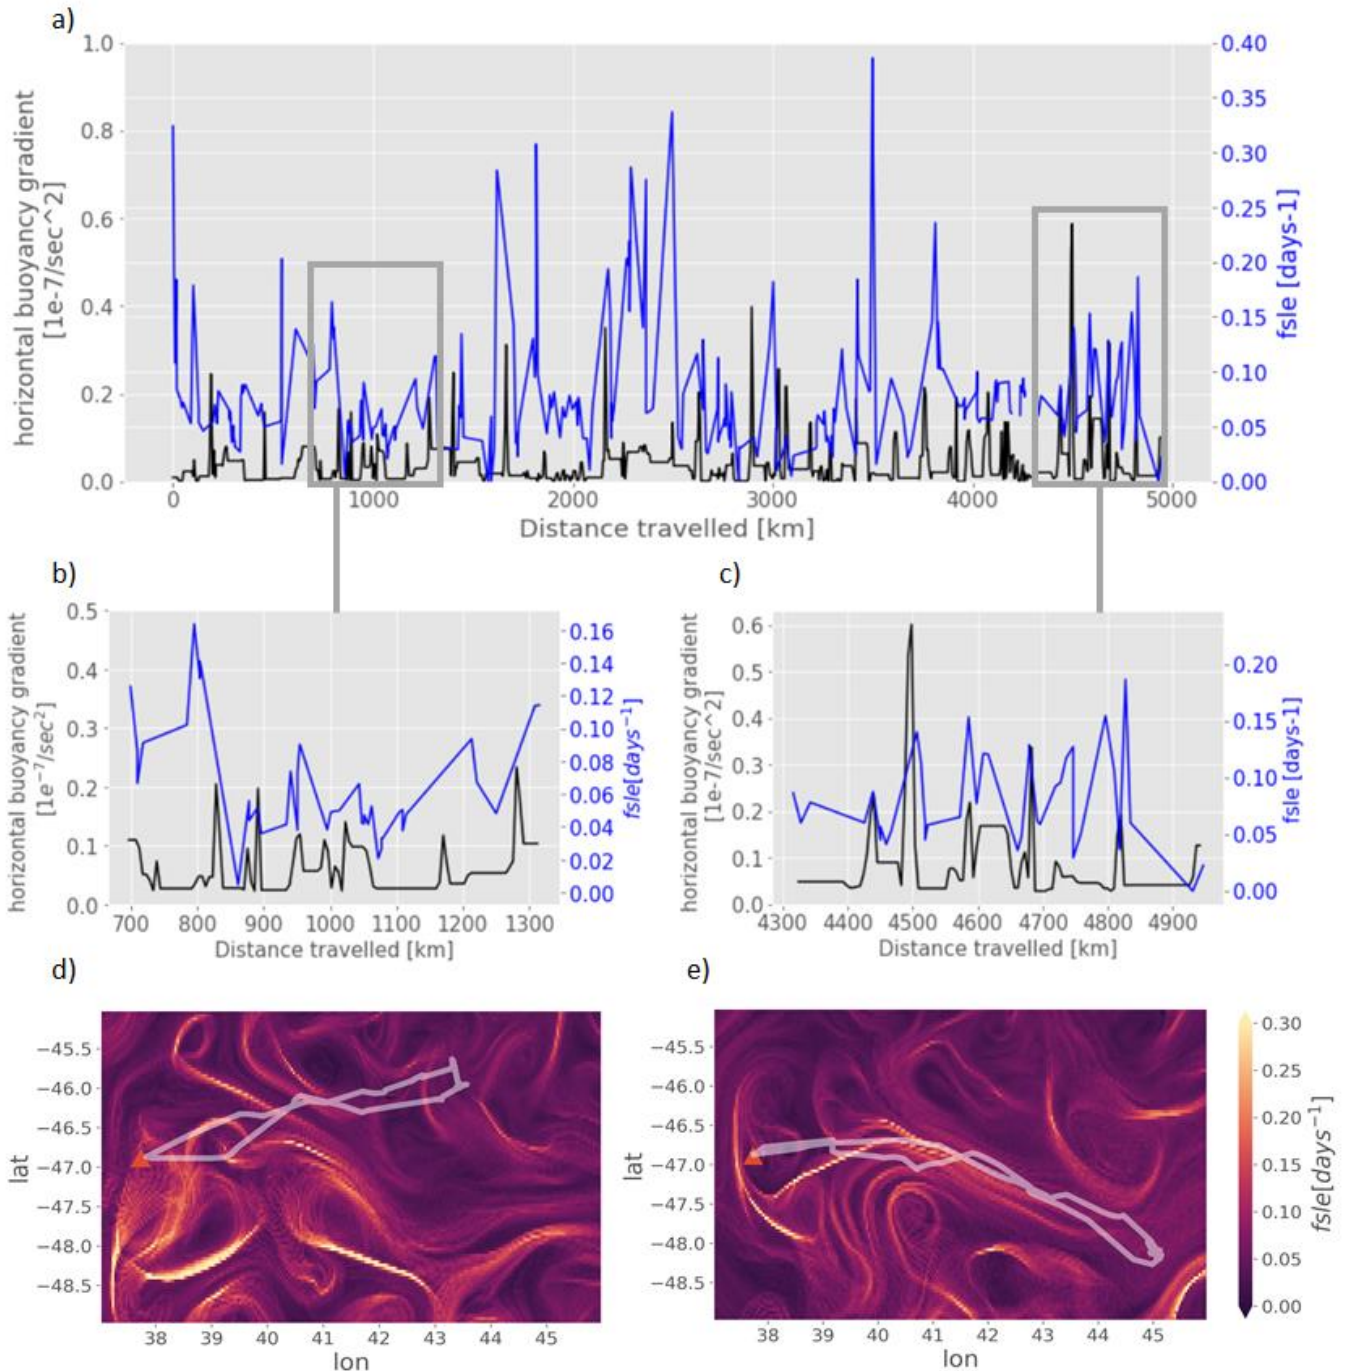 a)
horizontal buoyancy gradient
[1e-7/sec^2]
1.0
0.8
0.6
0.4
0.2
0.0
0.40
0.35
0.30
0.25
0.20
0.15
0.10
0.05
0.00
fsle [days-1]
0 1000 2000 3000 4000 5000
Distance travelled [km]
b)
horizontal buoyancy gradient
[1e⁻⁷/sec²]
0.5
0.4
0.3
0.2
0.1
0.0
0.16
0.14
0.12
0.10
0.08
0.06
0.04
0.02
0.00
fsle[days⁻¹]
700 800 900 1000 1100 1200 1300
Distance travelled [km]
c)
horizontal buoyancy gradient
[1e-7/sec^2]
0.6
0.5
0.4
0.3
0.2
0.1
0.0
0.20
0.15
0.10
0.05
0.00
fsle [days-1]
4300 4400 4500 4600 4700 4800 4900
Distance travelled [km]
d)
lat
−45.5
−46.0
−46.5
−47.0
−47.5
−48.0
−48.5
38 39 40 41 42 43 44 45
lon
e)
lat
−45.5
−46.0
−46.5
−47.0
−47.5
−48.0
−48.5
38 39 40 41 42 43 44 45
lon
0.30
0.25
0.20
0.15
0.10
0.05
0.00
fsle[days⁻¹]